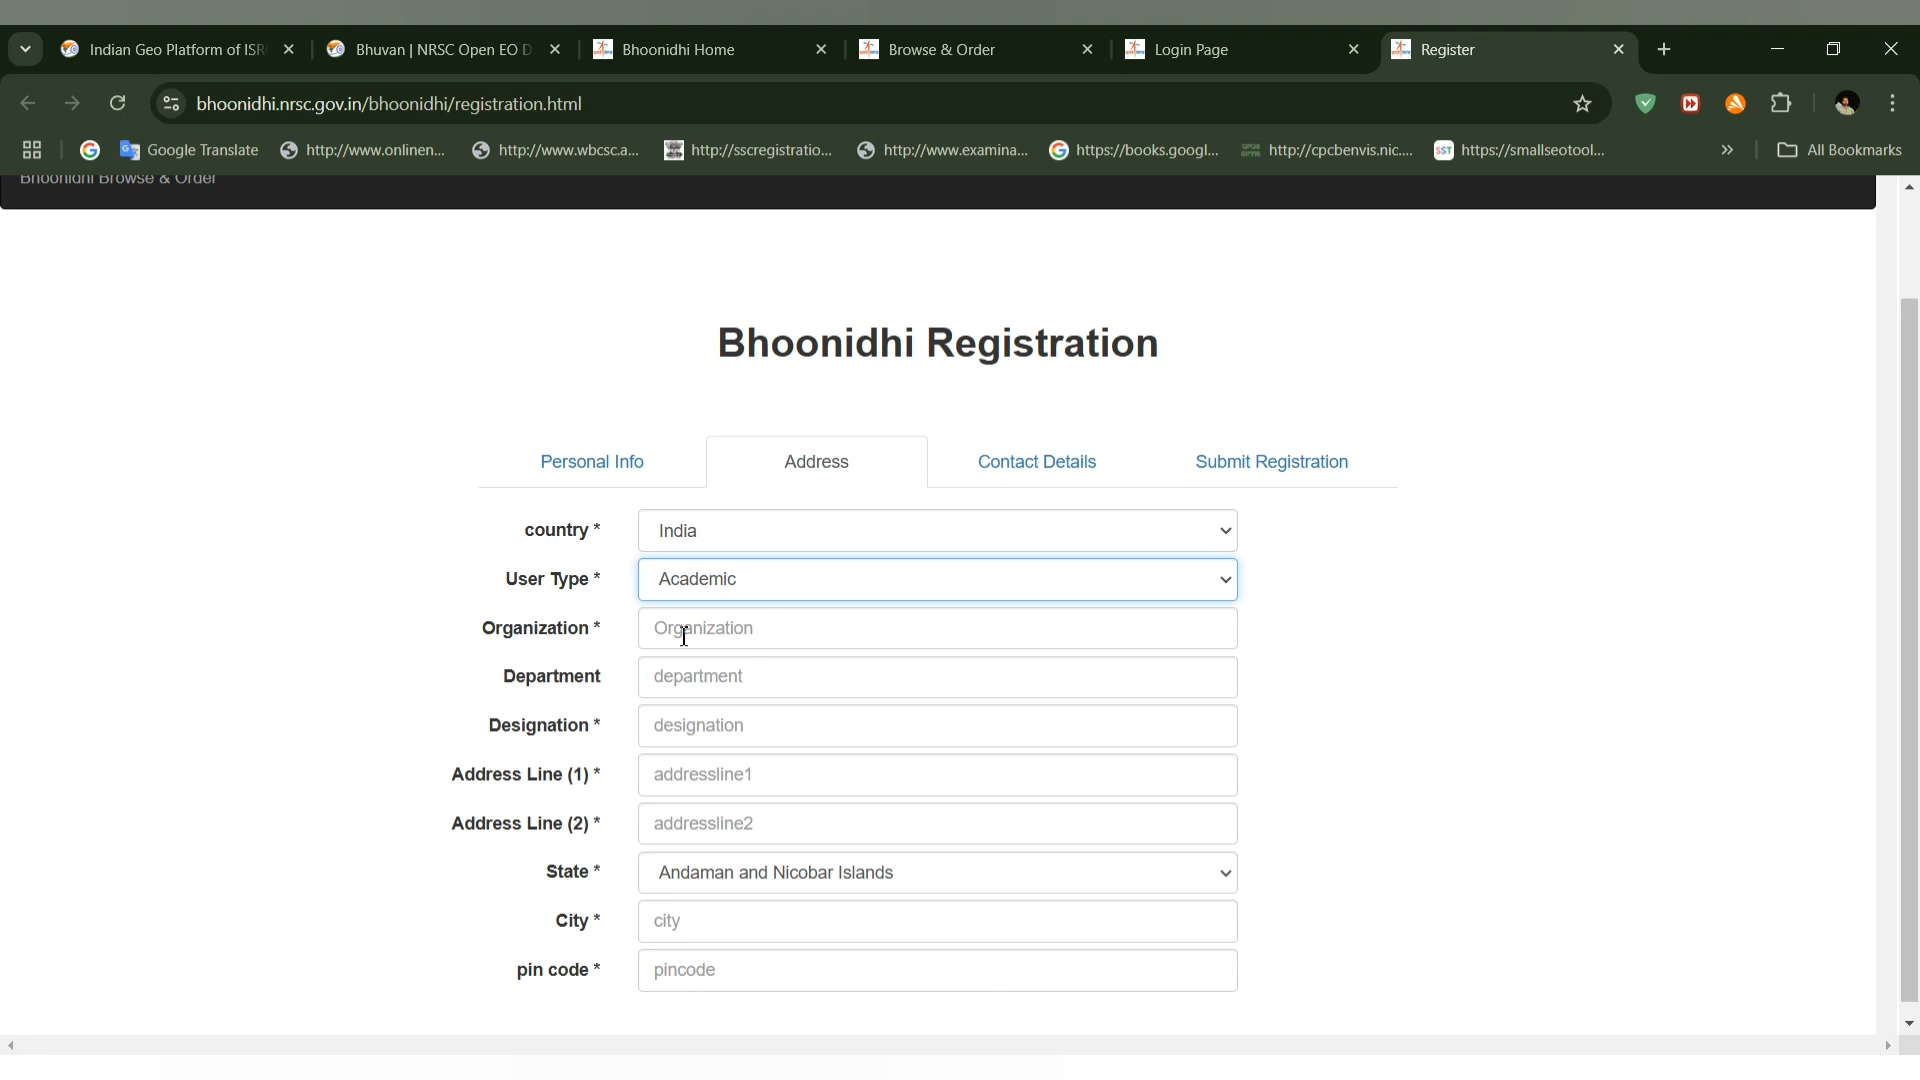 Indian Geo Platform of ISR
Bhuvan | NRSC Open EO D
Bhoonidhi Home
Browse & Order
Login Page
Register
bhoonidhi.nrsc.gov.in/bhoonidhi/registration.html
Google Translate
http://www.onlinen...
http://www.wbcsc.a...
http://sscregistratio...
http://www.examina...
https://books.googl...
http://cpcbenvis.nic....
SST
https://smallseotool...
All Bookmarks
Bhoonidhi Browse & Order
Bhoonidhi Registration
Personal Info
Address
Contact Details
Submit Registration
country * India
User Type * Academic
Organization * Organization
Department department
Designation * designation
Address Line (1) * addressline1
Address Line (2) * addressline2
State * Andaman and Nicobar Islands
City * city
pin code * pincode